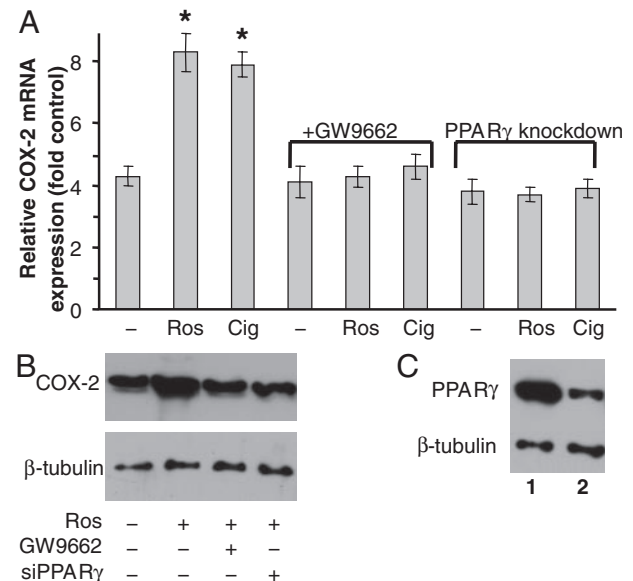 A
Relative COX-2 mRNA
expression (fold control)
8
6
4
2
0
* *
+GW9662 PPARγ knockdown
– Ros Cig – Ros Cig – Ros Cig
B
COX-2
β-tubulin
Ros – + + +
GW9662 – – + –
siPPARγ – – – +
C
PPARγ
β-tubulin
1 2